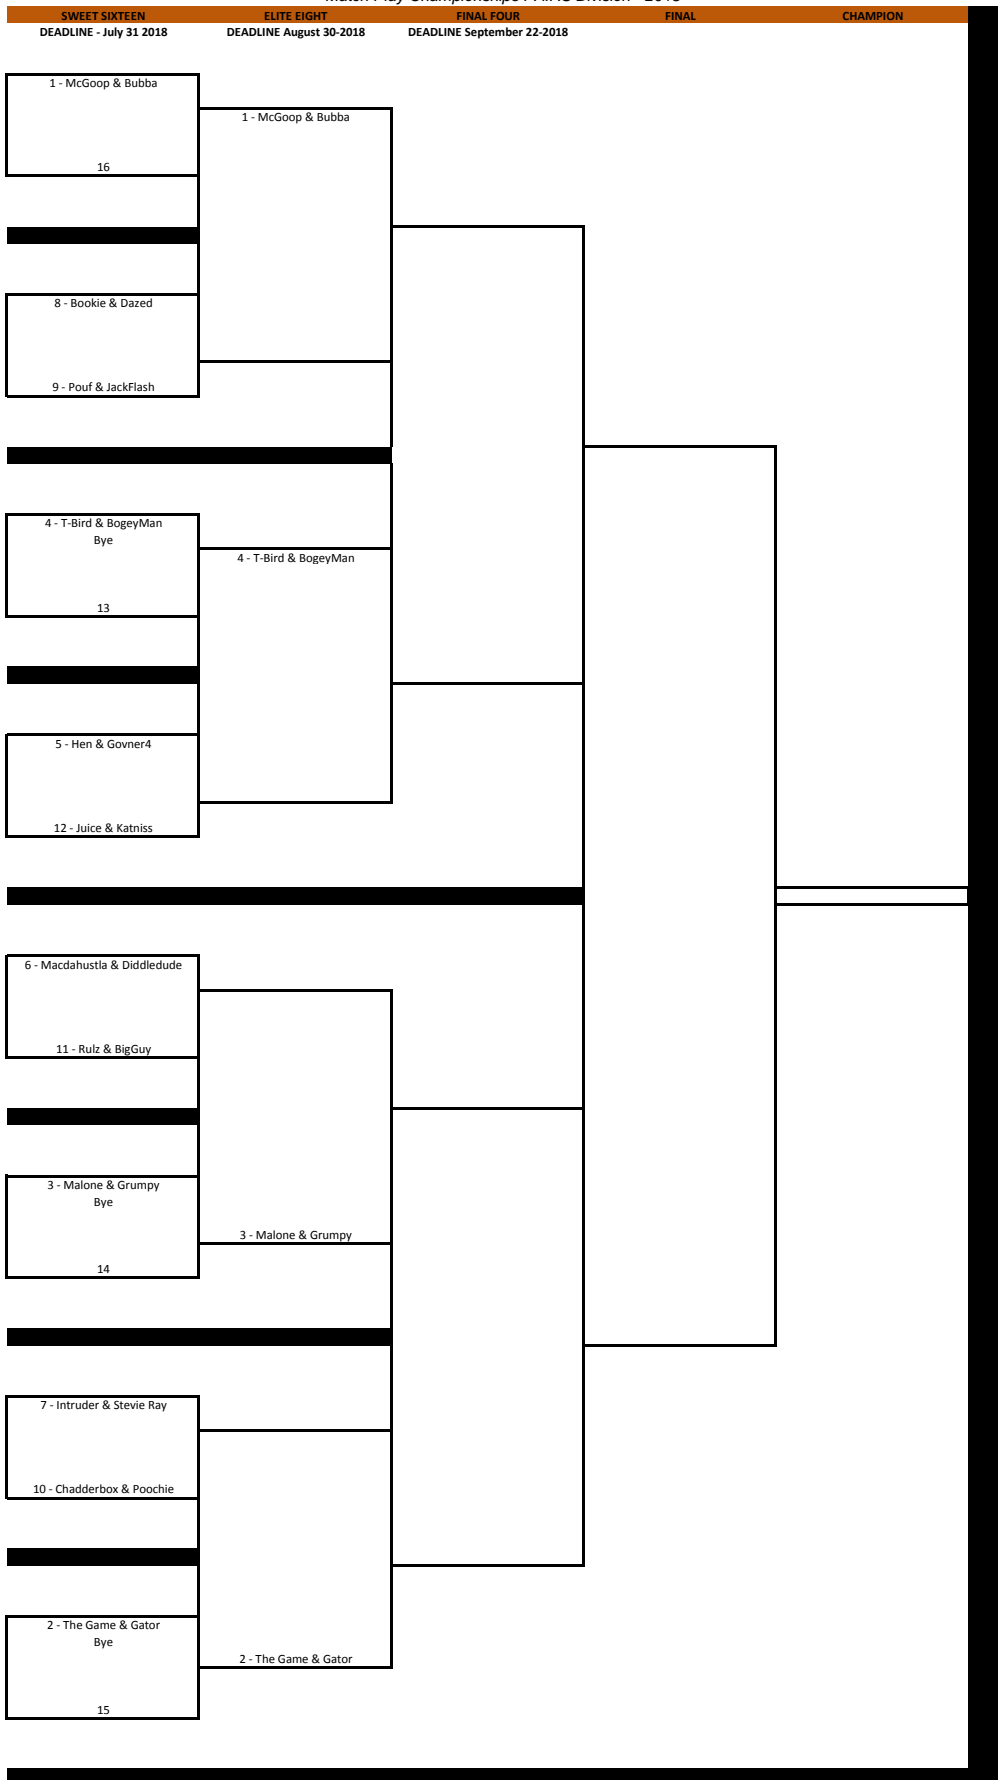 SWEET SIXTEEN ELITE EIGHT FINAL FOUR FINAL CHAMPION
DEADLINE - July 31 2018 DEADLINE August 30-2018 DEADLINE September 22-2018
1 - McGoop & Bubba
1 - McGoop & Bubba
16
8 - Bookie & Dazed
9 - Pouf & JackFlash
4 - T-Bird & BogeyMan
Bye
4 - T-Bird & BogeyMan
13
5 - Hen & Govner4
12 - Juice & Katniss
6 - Macdahustla & Diddledude
11 - Rulz & BigGuy
3 - Malone & Grumpy
Bye
3 - Malone & Grumpy
14
7 - Intruder & Stevie Ray
10 - Chadderbox & Poochie
2 - The Game & Gator
Bye
2 - The Game & Gator
15